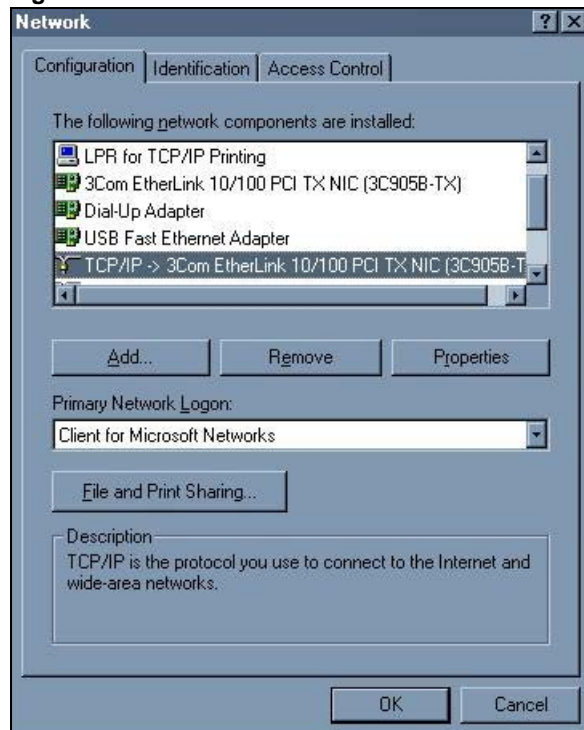 Network
Configuration
Identification
Access Control
The following network components are installed:
LPR for TCP/IP Printing
3Com EtherLink 10/100 PCI TX NIC (3C905B-TX)
Dial-Up Adapter
USB Fast Ethernet Adapter
TCP/IP -> 3Com EtherLink 10/100 PCI TX NIC (3C905B-T
Add...
Remove
Properties
Primary Network Logon:
Client for Microsoft Networks
File and Print Sharing...
Description
TCP/IP is the protocol you use to connect to the Internet and
wide-area networks.
OK
Cancel